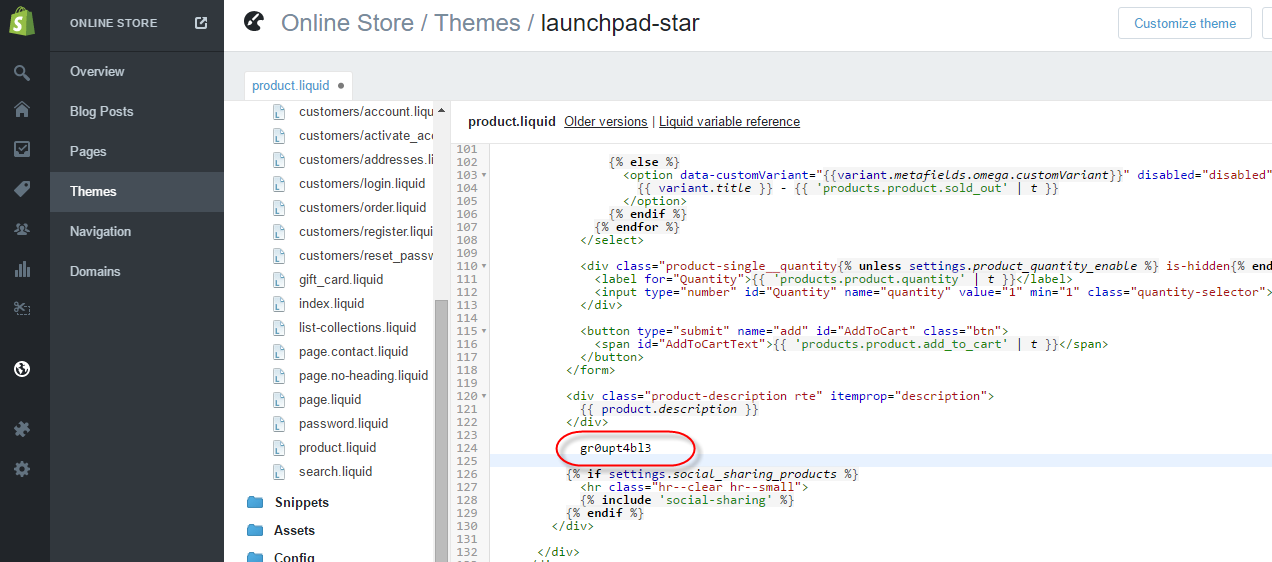 ONLINE STORE
Online Store / Themes / launchpad-star
Customize theme
Overview
Blog Posts
Pages
Themes
Navigation
Domains
product.liquid
customers/account.liqu
customers/activate_acc
customers/addresses.li
customers/login.liquid
customers/order.liquid
customers/register.liqui
customers/reset_passw
gift_card.liquid
index.liquid
list-collections.liquid
page.contact.liquid
page.no-heading.liquid
page.liquid
password.liquid
product.liquid
search.liquid
Snippets
Assets
Config
product.liquid Older versions | Liquid variable reference
101
102 {% else %}
103 <option data-customVariant="{{variant.metafields.omega.customVariant}}" disabled="disabled"
104 {{ variant.title }} - {{ 'products.product.sold_out' | t }}
105 </option>
106 {% endif %}
107 {% endfor %}
108 </select>
109
110 <div class="product-single__quantity{% unless settings.product_quantity_enable %} is-hidden{% end
111 <label for="Quantity">{{ 'products.product.quantity' | t }}</label>
112 <input type="number" id="Quantity" name="quantity" value="1" min="1" class="quantity-selector">
113 </div>
114
115 <button type="submit" name="add" id="AddToCart" class="btn">
116 <span id="AddToCartText">{{ 'products.product.add_to_cart' | t }}</span>
117 </button>
118 </form>
119
120 <div class="product-description rte" itemprop="description">
121 {{ product.description }}
122 </div>
123
124 gr0upt4bl3
125
126 {% if settings.social_sharing_products %}
127 <hr class="hr--clear hr--small">
128 {% include 'social-sharing' %}
129 {% endif %}
130 </div>
131
132 </div>